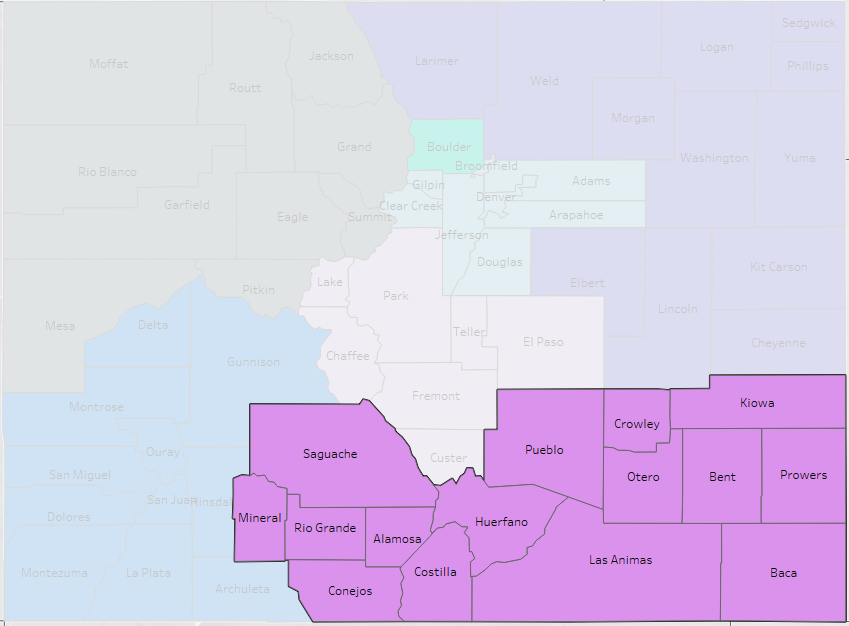 Sedgwick
Moffat
Jackson
Larimer
Logan
Phillips
Routt
Weld
Morgan
Grand
Boulder
Broomfield
Washington
Yuma
Rio Blanco
Gilpin
Adams
Garfield
Clear Creek
Denver
Eagle
Summit
Arapahoe
Jefferson
Douglas
Kit Carson
Pitkin
Lake
Park
Elbert
Lincoln
Mesa
Delta
Teller
El Paso
Cheyenne
Gunnison
Chaffee
Montrose
Fremont
Kiowa
Crowley
Ouray
Saguache
Custer
Pueblo
San Miguel
Otero
Bent
Prowers
San Juan
Hinsdale
Dolores
Mineral
Rio Grande
Huerfano
Alamosa
Montezuma
La Plata
Archuleta
Conejos
Costilla
Las Animas
Baca